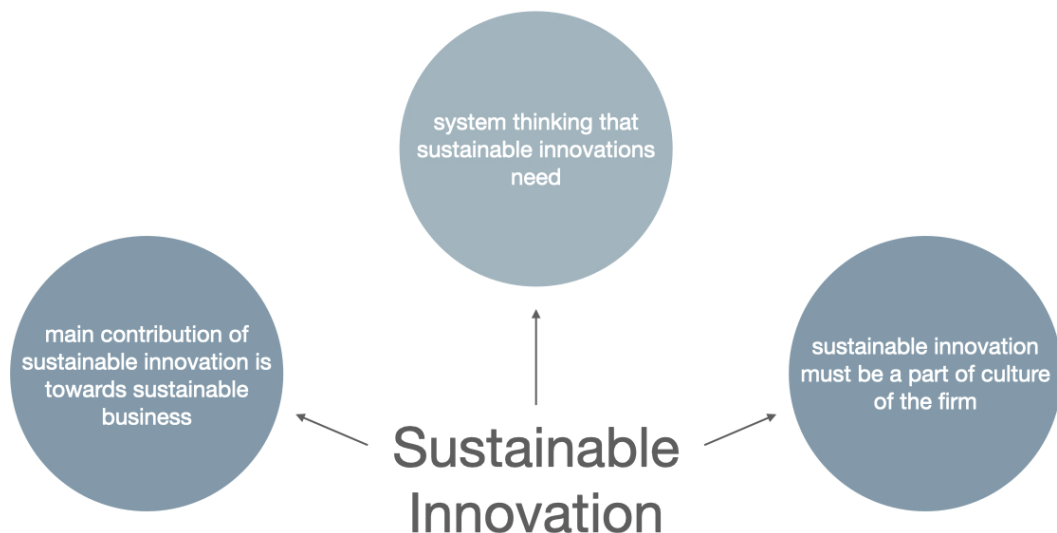 system thinking that
sustainable innovations
need
main contribution of
sustainable innovation is
towards sustainable
business
sustainable innovation
must be a part of culture
of the firm
Sustainable
Innovation